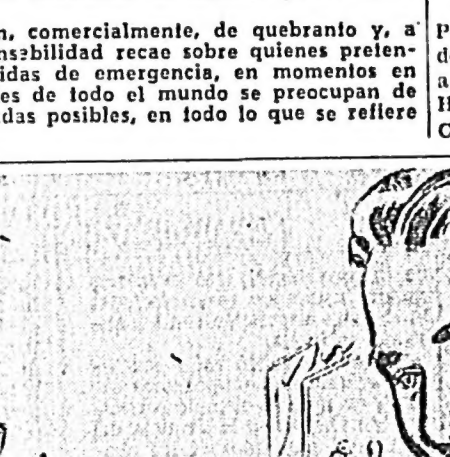 n, comercialmente, de quebranto y, a
nsabilidad recae sobre quienes preten-
idas de emergencia, en momentos en
es de todo el mundo se preocupan de
das posibles, en todo lo que se refiere
P
d
a
H
C